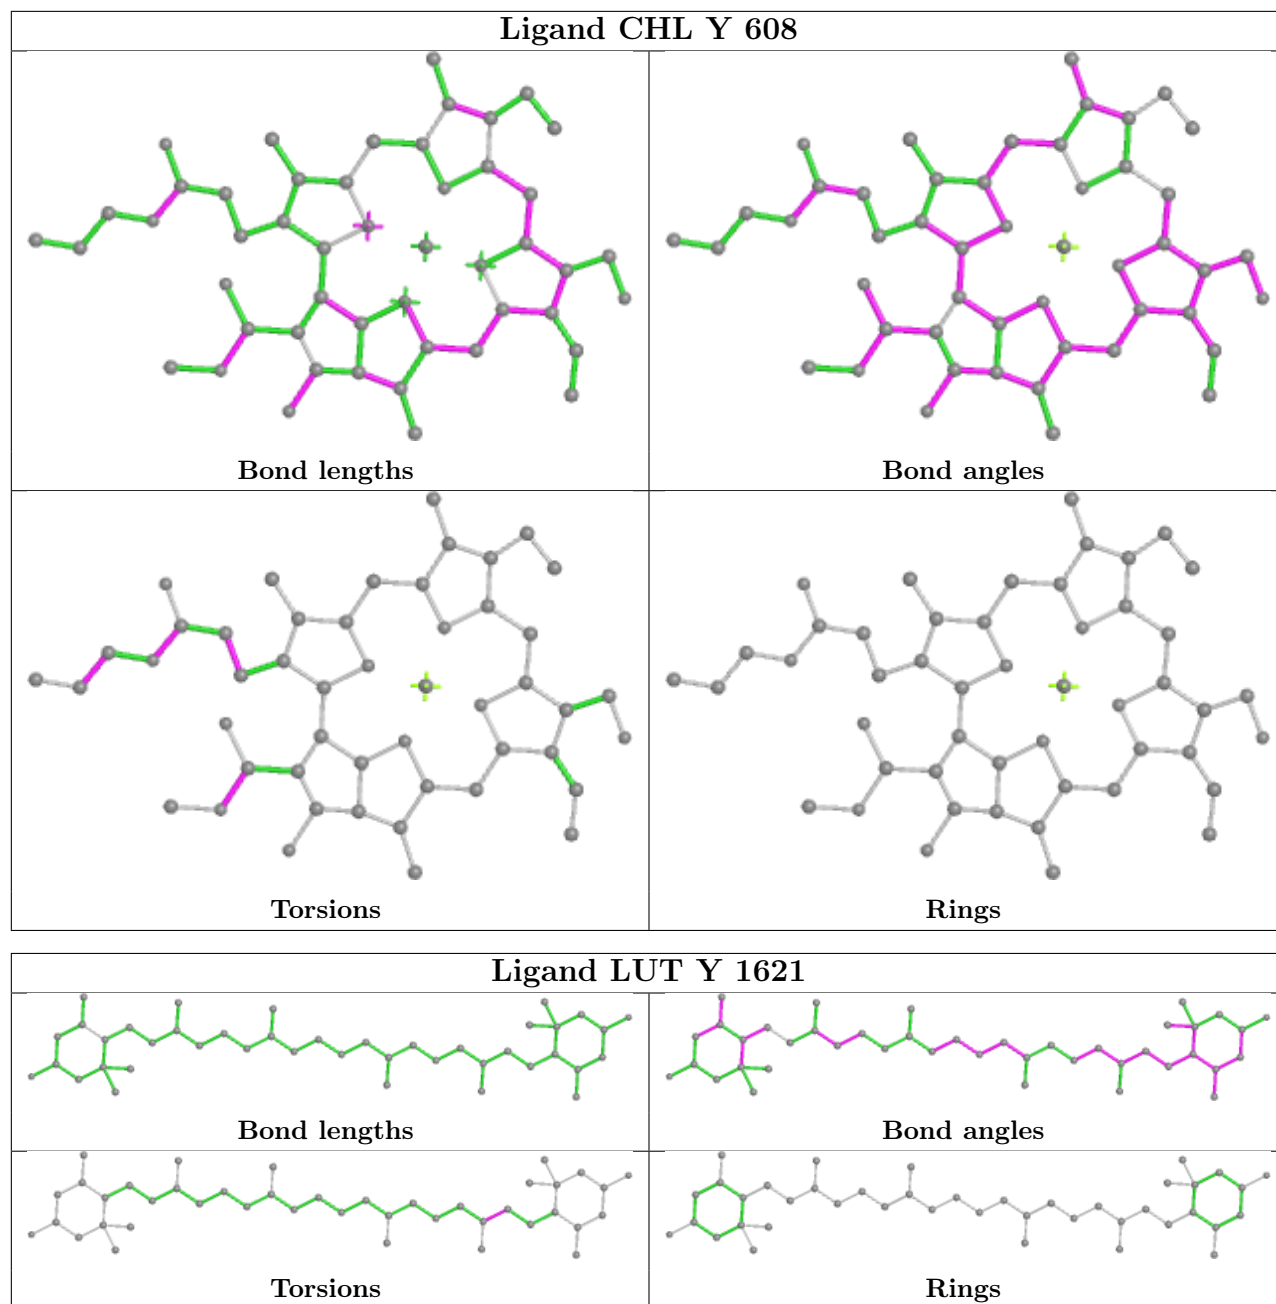 Ligand CHL Y 608
Bond lengths
Bond angles
Torsions
Rings
Ligand LUT Y 1621
Bond lengths
Bond angles
Torsions
Rings